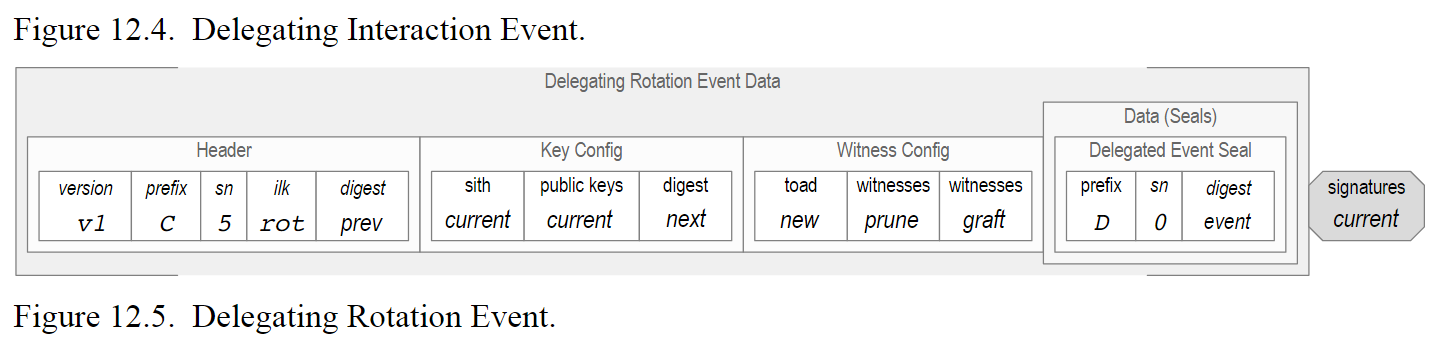 Figure 12.4. Delegating Interaction Event.
Delegating Rotation Event Data
Data (Seals)
Header Key Config Witness Config Delegated Event Seal
version prefix sn ilk digest sith public keys digest toad witnesses witnesses prefix sn digest signatures
v1 C 5 rot prev current current next new prune graft D 0 event current
Figure 12.5. Delegating Rotation Event.